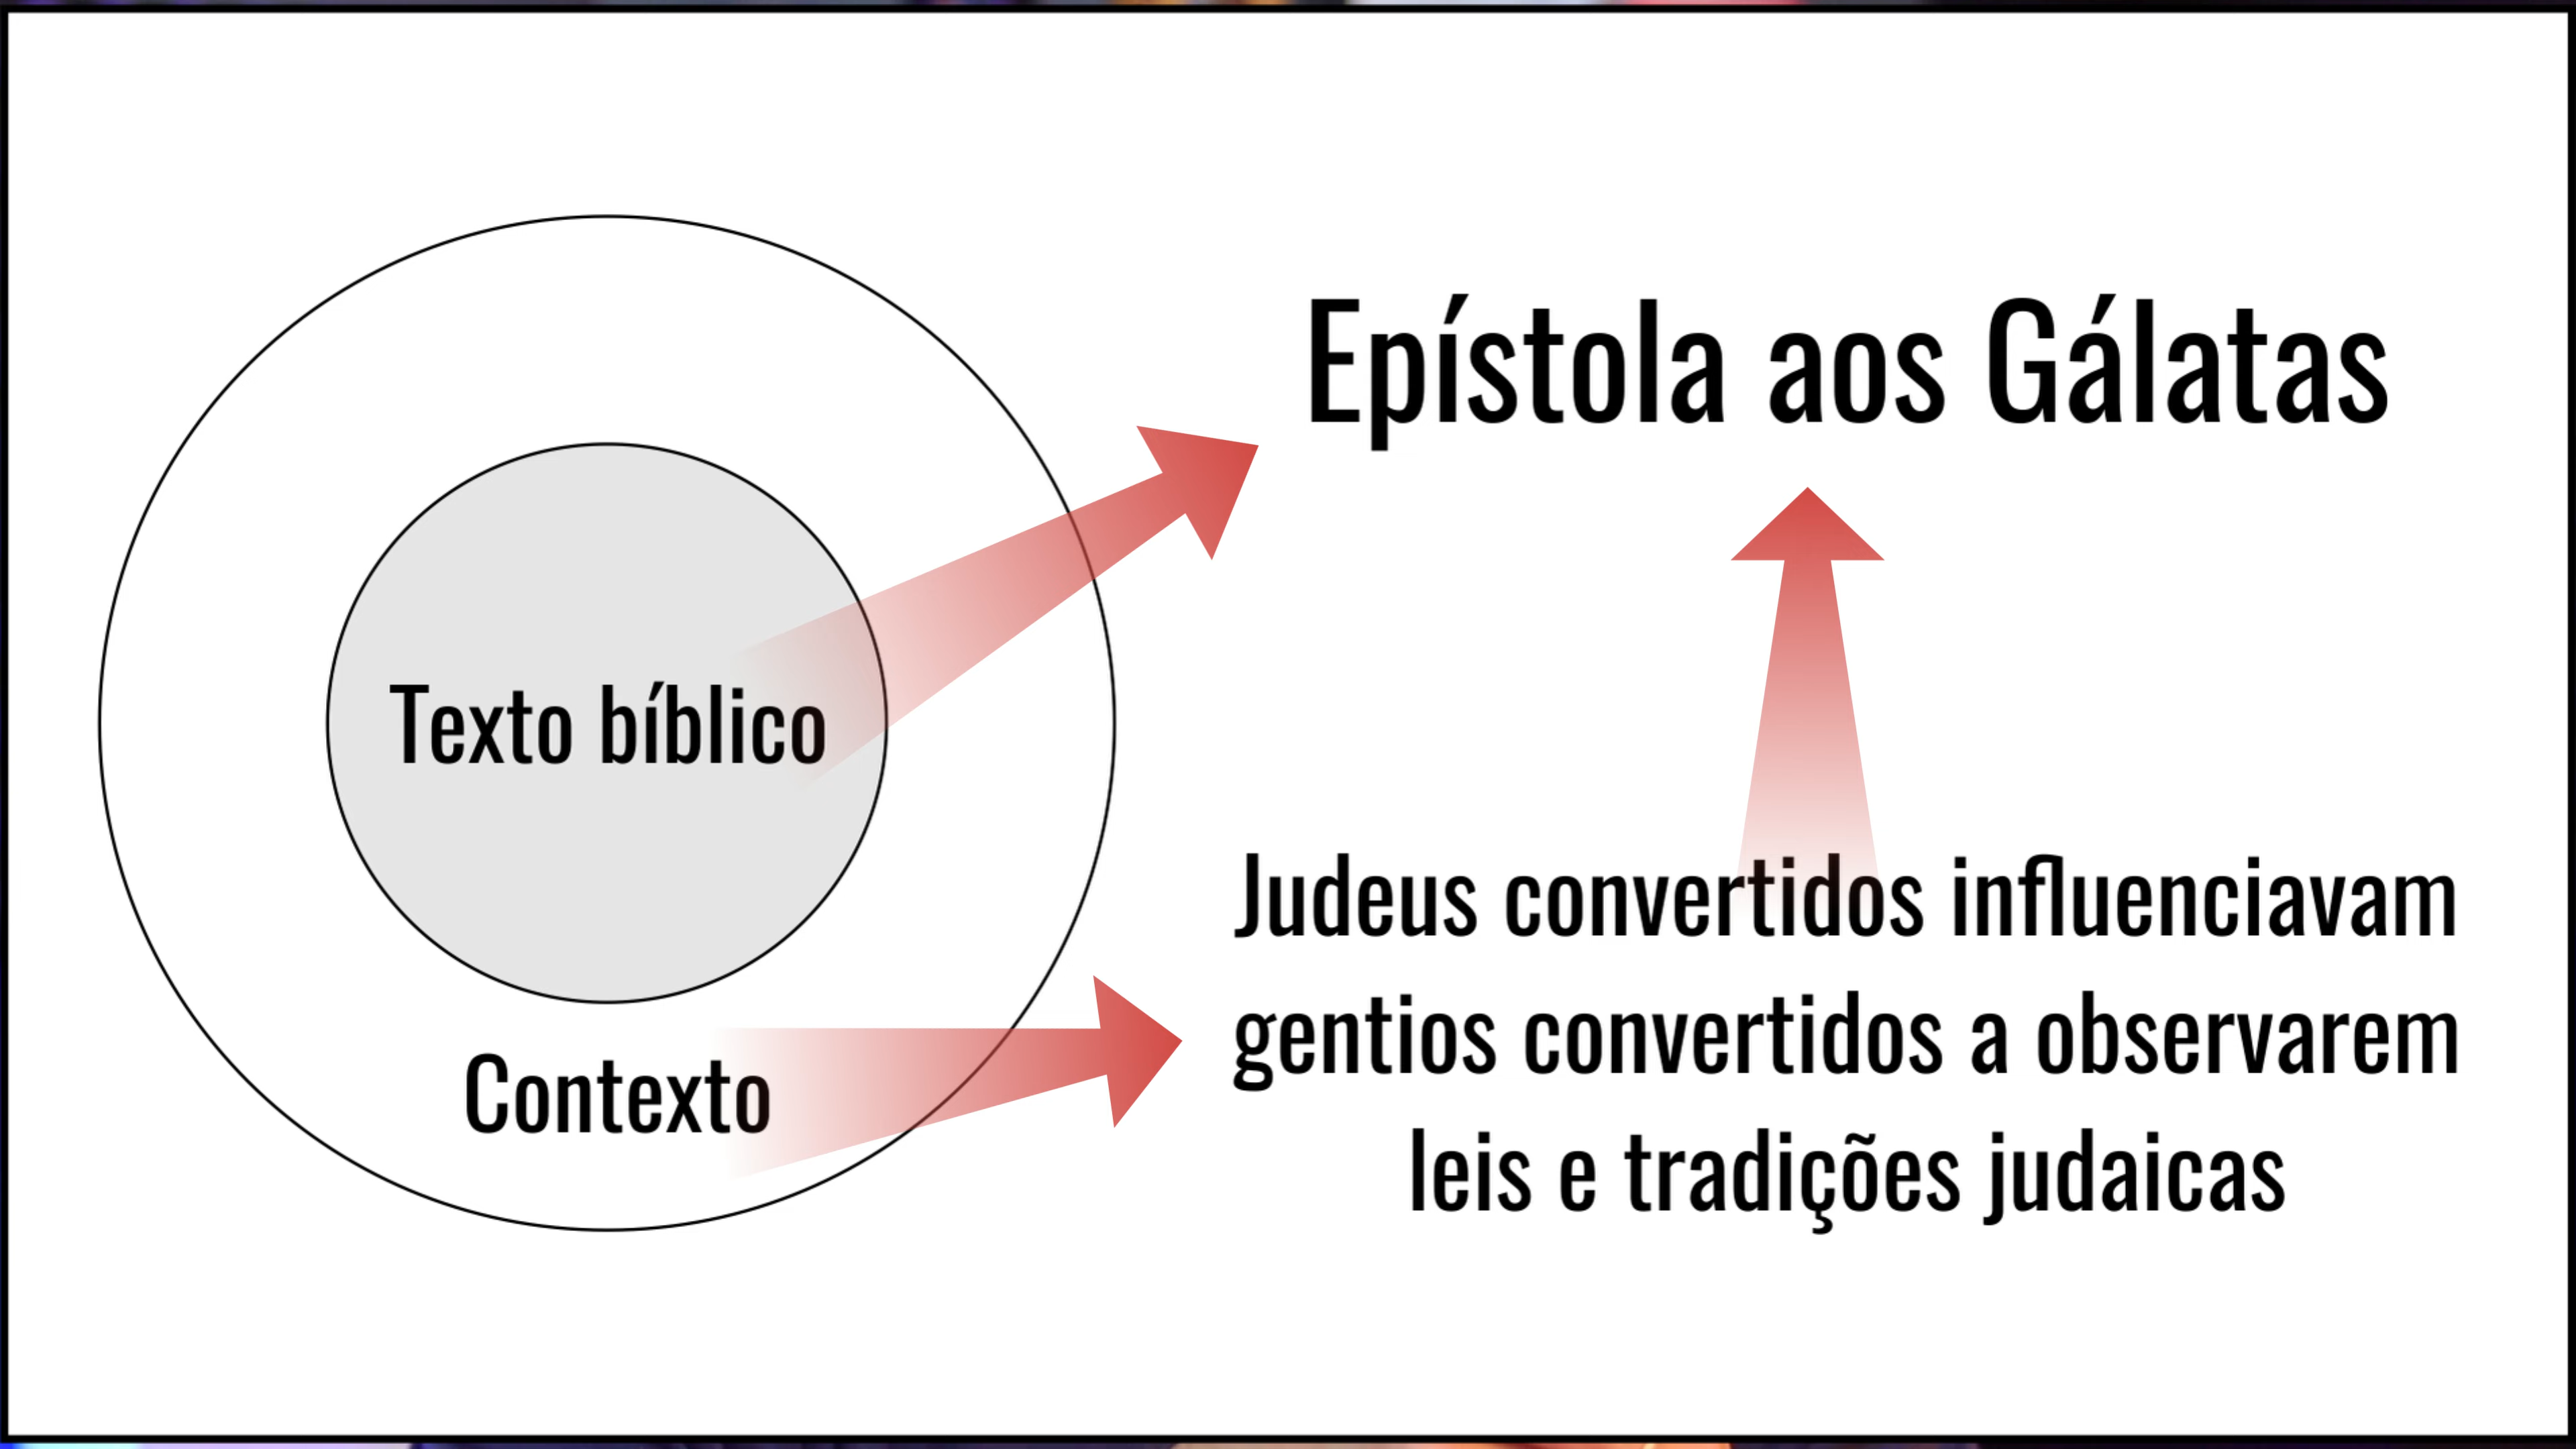 Epístola aos Gálatas
Texto bíblico
Contexto
Judeus convertidos influenciavam
gentios convertidos a observarem
leis e tradições judaicas